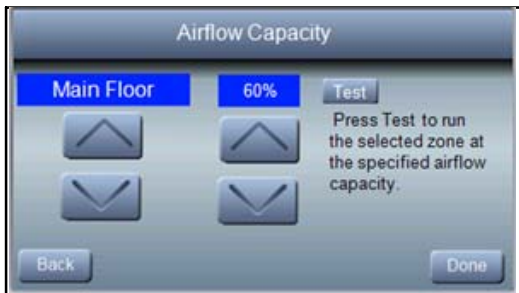 Airflow Capacity
Main Floor
60%
Test
Press Test to run
the selected zone at
the specified airflow
capacity.
Back
Done